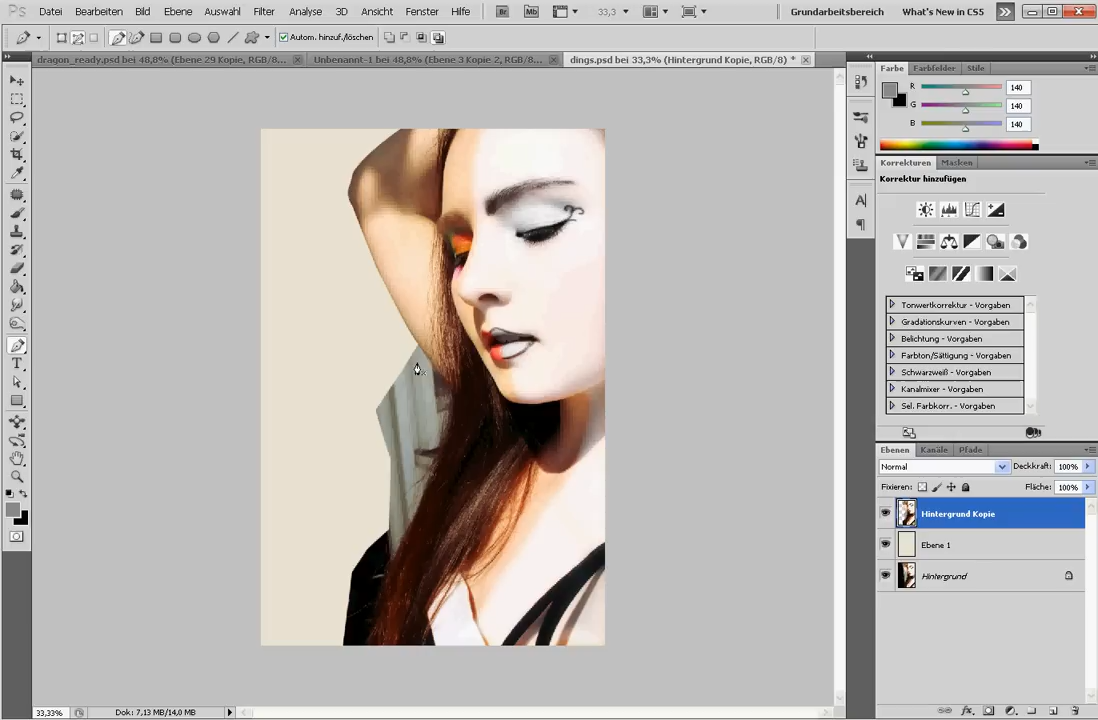 Ps Datei Bearbeiten Bild Ebene Auswahl Filter Analyse 3D Ansicht Fenster Hilfe Br Mb 33,3 Grundarbeitsbereich What's New in CS5
Autom. hinzuf./löschen
dragon_ready.psd bei 48,8% (Ebene 29 Kopie, RGB/8... Unbenannt-1 bei 48,8% (Ebene 3 Kopie 2, RGB/8... dings.psd bei 33,3% (Hintergrund Kopie, RGB/8) *
Farbe Farbfelder Stile
R 140
G 140
B 140
Korrekturen Masken
Korrektur hinzufügen
Tonwertkorrektur - Vorgaben
Gradationskurven - Vorgaben
Belichtung - Vorgaben
Farbton/Sättigung - Vorgaben
Schwarzweiß - Vorgaben
Kanalmixer - Vorgaben
Sel. Farbkorr. - Vorgaben
Ebenen Kanäle Pfade
Normal Deckkraft: 100%
Fixieren: Fläche: 100%
Hintergrund Kopie
Ebene 1
Hintergrund
33,33% Dok: 7,13 MB/14,0 MB